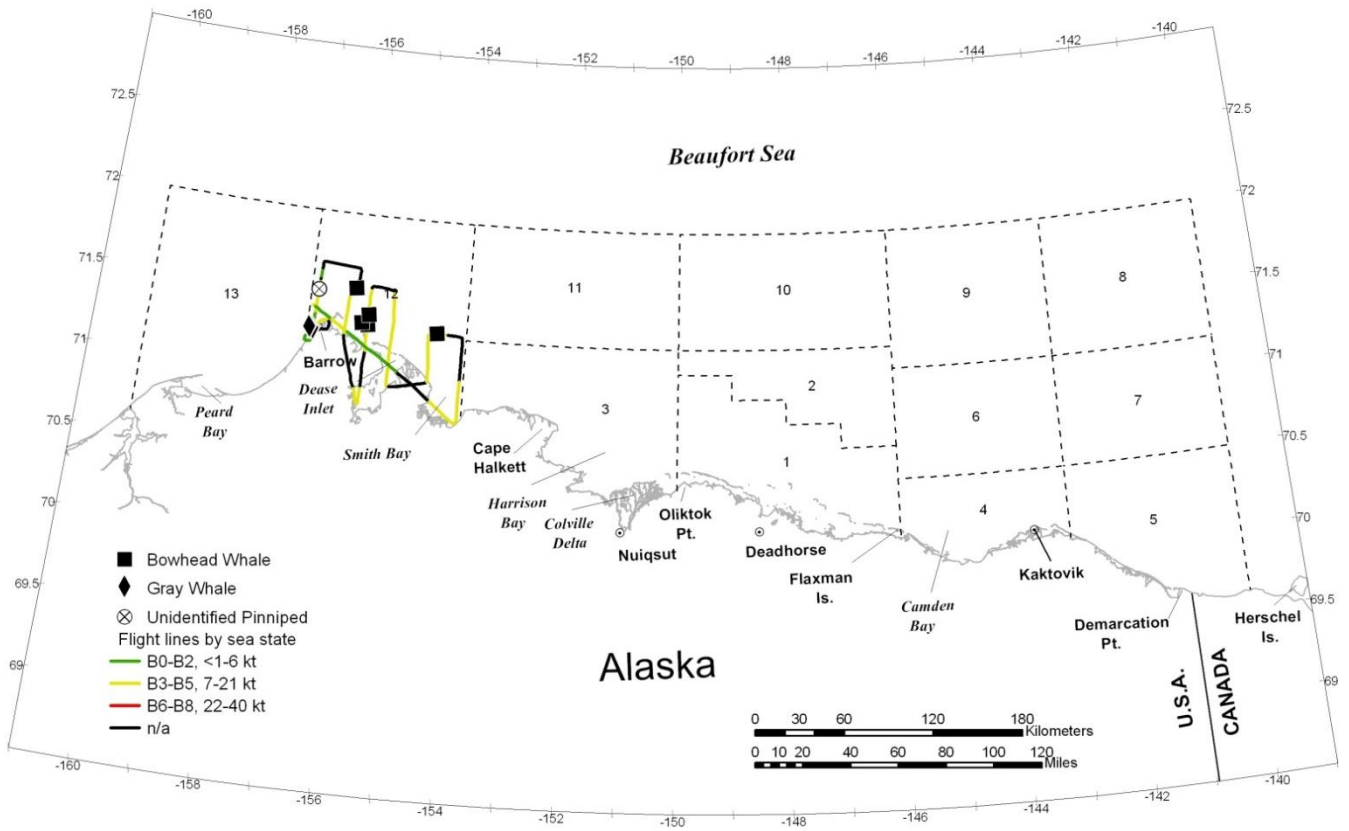 -160
-158
-156
-154
-152
-150
-148
-146
-144
-142
-140
72.5
72.5
Beaufort Sea
72
72
71.5
71.5
13
12
11
10
9
8
71
71
Barrow
Dease
Inlet
Peard
Bay
Smith Bay
3
2
1
6
7
70.5
70.5
Cape
Halkett
Harrison
Bay
Colville
Delta
Nuiqsut
Oliktok
Pt.
Deadhorse
Flaxman
Is.
4
5
70
70
Camden
Bay
Kaktovik
Demarcation
Pt.
Herschel
Is.
69.5
69.5
Bowhead Whale
Gray Whale
Unidentified Pinniped
Flight lines by sea state
B0-B2, <1-6 kt
B3-B5, 7-21 kt
B6-B8, 22-40 kt
n/a
69
69
Alaska
U.S.A.
CANADA
0 30 60 120 180
Kilometers
0 10 20 40 60 80 100 120
Miles
-160
-158
-156
-154
-152
-150
-148
-146
-144
-142
-140